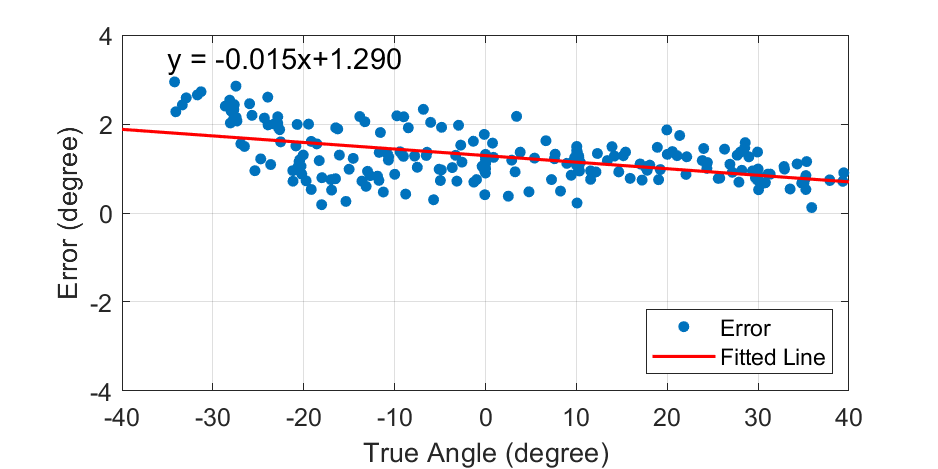 4
y = -0.015x+1.290
2
0
-2
-4
Error (degree)
-40
-30
-20
-10
0
10
20
30
40
True Angle (degree)
Error
Fitted Line